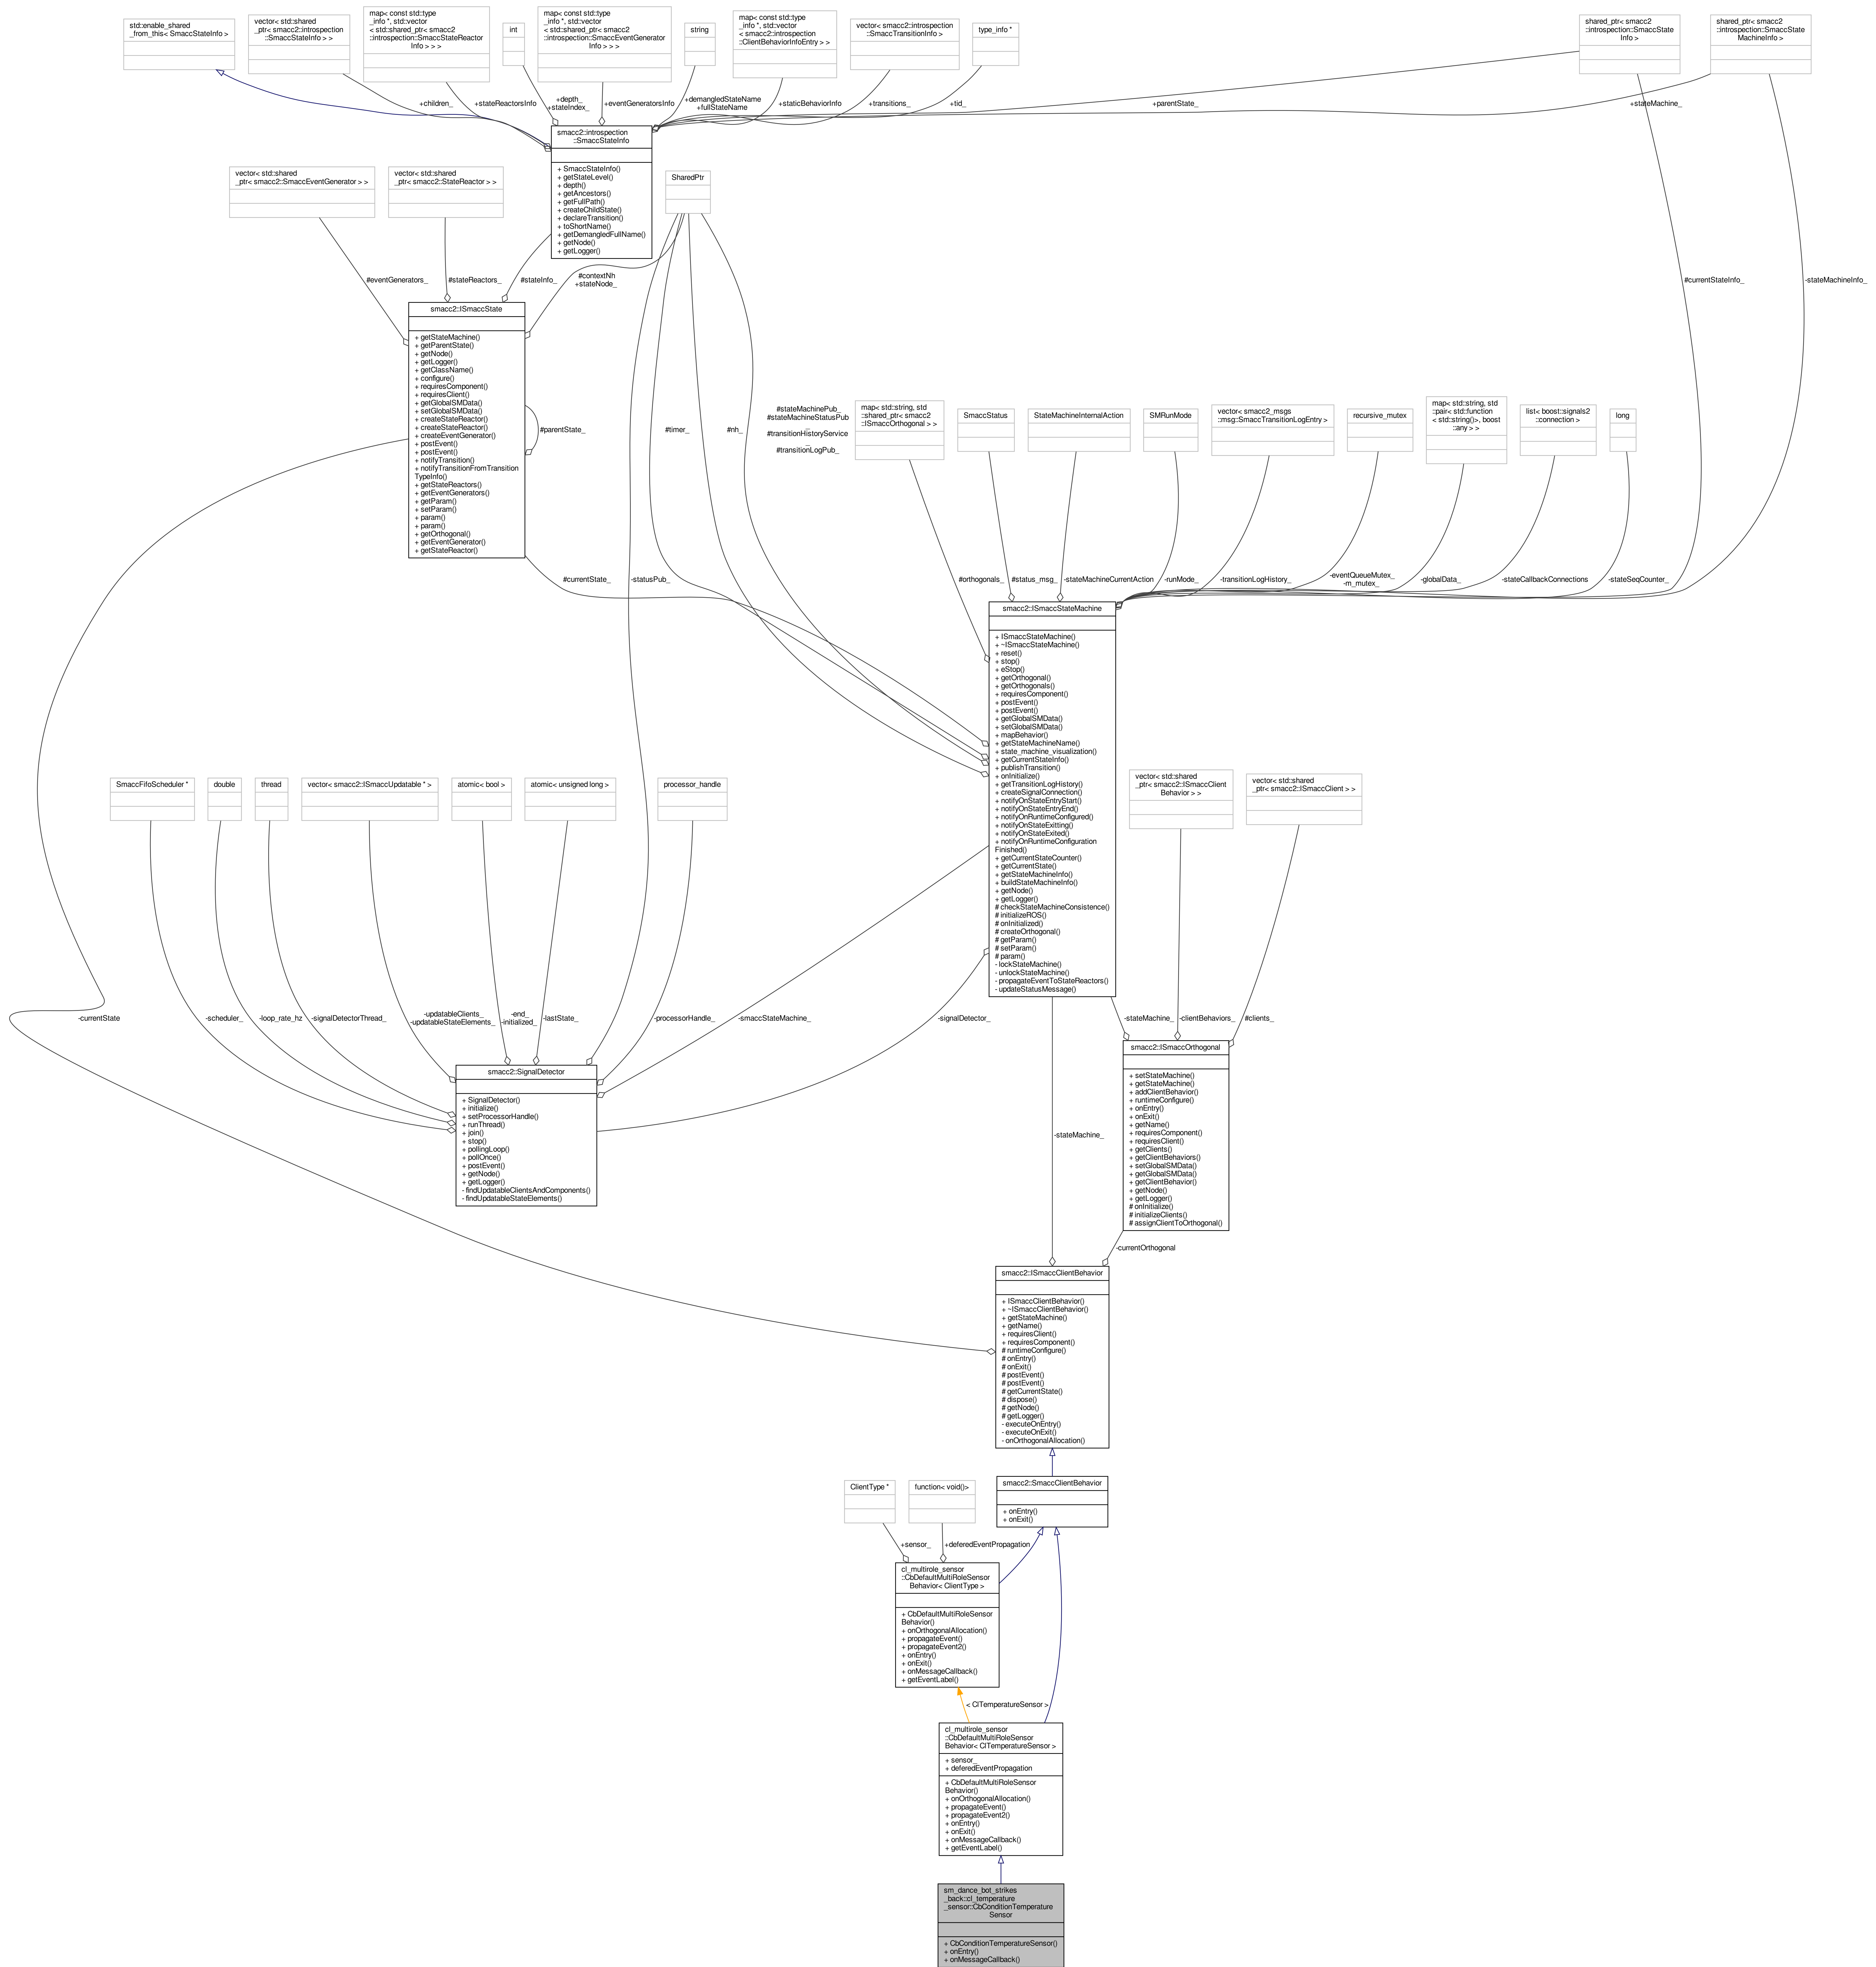 std::enable_shared
_from_this< SmaccStateInfo >
vector< std::shared
_ptr< smacc2::introspection
::SmaccStateInfo > >
map< const std::type
_info *, std::vector
< std::shared_ptr< smacc2
::introspection::SmaccStateReactor
Info > > >
int
map< const std::type
_info *, std::vector
< std::shared_ptr< smacc2
::introspection::SmaccEventGenerator
Info > > >
string
map< const std::type
_info *, std::vector
< smacc2::introspection
::ClientBehaviorInfoEntry > >
vector< smacc2::introspection
::SmaccTransitionInfo >
type_info *
shared_ptr< smacc2
::introspection::SmaccState
Info >
shared_ptr< smacc2
::introspection::SmaccState
MachineInfo >
+children_
+stateReactorsInfo
+depth_
+stateIndex_
+eventGeneratorsInfo
+demangledStateName
+fullStateName
+staticBehaviorInfo
+transitions_
+tid_
+parentState_
+stateMachine_
smacc2::introspection
::SmaccStateInfo
+ SmaccStateInfo()
+ getStateLevel()
+ depth()
+ getAncestors()
+ getFullPath()
+ createChildState()
+ declareTransition()
+ toShortName()
+ getDemangledFullName()
+ getNode()
+ getLogger()
vector< std::shared
_ptr< smacc2::SmaccEventGenerator > >
vector< std::shared
_ptr< smacc2::StateReactor > >
SharedPtr
#eventGenerators_
#stateReactors_
#stateInfo_
#contextNh
+stateNode_
#currentStateInfo_
-stateMachineInfo_
smacc2::ISmaccState
+ getStateMachine()
+ getParentState()
+ getNode()
+ getLogger()
+ getClassName()
+ configure()
+ requiresComponent()
+ requiresClient()
+ getGlobalSMData()
+ setGlobalSMData()
+ createStateReactor()
+ createStateReactor()
+ createEventGenerator()
+ postEvent()
+ postEvent()
+ notifyTransition()
+ notifyTransitionFromTransition
TypeInfo()
+ getStateReactors()
+ getEventGenerators()
+ getParam()
+ setParam()
+ param()
+ param()
+ getOrthogonal()
+ getEventGenerator()
+ getStateReactor()
#parentState_
#timer_
#nh_
#stateMachinePub_
#stateMachineStatusPub
_
#transitionHistoryService
_
#transitionLogPub_
map< std::string, std
::shared_ptr< smacc2
::ISmaccOrthogonal > >
SmaccStatus
StateMachineInternalAction
SMRunMode
vector< smacc2_msgs
::msg::SmaccTransitionLogEntry >
recursive_mutex
map< std::string, std
::pair< std::function
< std::string()>, boost
::any > >
list< boost::signals2
::connection >
long
#currentState_
-statusPub_
#orthogonals_
#status_msg_
-stateMachineCurrentAction
-runMode_
-transitionLogHistory_
-eventQueueMutex_
-m_mutex_
-globalData_
-stateCallbackConnections
-stateSeqCounter_
smacc2::ISmaccStateMachine
+ ISmaccStateMachine()
+ ~ISmaccStateMachine()
+ reset()
+ stop()
+ eStop()
+ getOrthogonal()
+ getOrthogonals()
+ requiresComponent()
+ postEvent()
+ postEvent()
+ getGlobalSMData()
+ setGlobalSMData()
+ mapBehavior()
+ getStateMachineName()
+ state_machine_visualization()
+ getCurrentStateInfo()
+ publishTransition()
+ onInitialize()
+ getTransitionLogHistory()
+ createSignalConnection()
+ notifyOnStateEntryStart()
+ notifyOnStateEntryEnd()
+ notifyOnRuntimeConfigured()
+ notifyOnStateExitting()
+ notifyOnStateExited()
+ notifyOnRuntimeConfiguration
Finished()
+ getCurrentStateCounter()
+ getCurrentState()
+ getStateMachineInfo()
+ buildStateMachineInfo()
+ getNode()
+ getLogger()
# checkStateMachineConsistence()
# initializeROS()
# onInitialized()
# createOrthogonal()
# getParam()
# setParam()
# param()
- lockStateMachine()
- unlockStateMachine()
- propagateEventToStateReactors()
- updateStatusMessage()
SmaccFifoScheduler *
double
thread
vector< smacc2::ISmaccUpdatable * >
atomic< bool >
atomic< unsigned long >
processor_handle
vector< std::shared
_ptr< smacc2::ISmaccClient
Behavior > >
vector< std::shared
_ptr< smacc2::ISmaccClient > >
-currentState
-scheduler_
-loop_rate_hz
-signalDetectorThread_
-updatableClients_
-updatableStateElements_
-end_
-initialized_
-lastState_
-processorHandle_
-smaccStateMachine_
-signalDetector_
-stateMachine_
-clientBehaviors_
#clients_
smacc2::SignalDetector
+ SignalDetector()
+ initialize()
+ setProcessorHandle()
+ runThread()
+ join()
+ stop()
+ pollingLoop()
+ pollOnce()
+ postEvent()
+ getNode()
+ getLogger()
- findUpdatableClientsAndComponents()
- findUpdatableStateElements()
smacc2::ISmaccOrthogonal
+ setStateMachine()
+ getStateMachine()
+ addClientBehavior()
+ runtimeConfigure()
+ onEntry()
+ onExit()
+ getName()
+ requiresComponent()
+ requiresClient()
+ getClients()
+ getClientBehaviors()
+ setGlobalSMData()
+ getGlobalSMData()
+ getClientBehavior()
+ getNode()
+ getLogger()
# onInitialize()
# initializeClients()
# assignClientToOrthogonal()
-stateMachine_
-currentOrthogonal
smacc2::ISmaccClientBehavior
+ ISmaccClientBehavior()
+ ~ISmaccClientBehavior()
+ getStateMachine()
+ getName()
+ requiresClient()
+ requiresComponent()
# runtimeConfigure()
# onEntry()
# onExit()
# postEvent()
# postEvent()
# getCurrentState()
# dispose()
# getNode()
# getLogger()
- executeOnEntry()
- executeOnExit()
- onOrthogonalAllocation()
ClientType *
function< void()>
smacc2::SmaccClientBehavior
+ onEntry()
+ onExit()
+sensor_
+deferedEventPropagation
cl_multirole_sensor
::CbDefaultMultiRoleSensor
Behavior< ClientType >
+ CbDefaultMultiRoleSensor
Behavior()
+ onOrthogonalAllocation()
+ propagateEvent()
+ propagateEvent2()
+ onEntry()
+ onExit()
+ onMessageCallback()
+ getEventLabel()
< ClTemperatureSensor >
cl_multirole_sensor
::CbDefaultMultiRoleSensor
Behavior< ClTemperatureSensor >
+ sensor_
+ deferedEventPropagation
+ CbDefaultMultiRoleSensor
Behavior()
+ onOrthogonalAllocation()
+ propagateEvent()
+ propagateEvent2()
+ onEntry()
+ onExit()
+ onMessageCallback()
+ getEventLabel()
sm_dance_bot_strikes
_back::cl_temperature
_sensor::CbConditionTemperature
Sensor
+ CbConditionTemperatureSensor()
+ onEntry()
+ onMessageCallback()